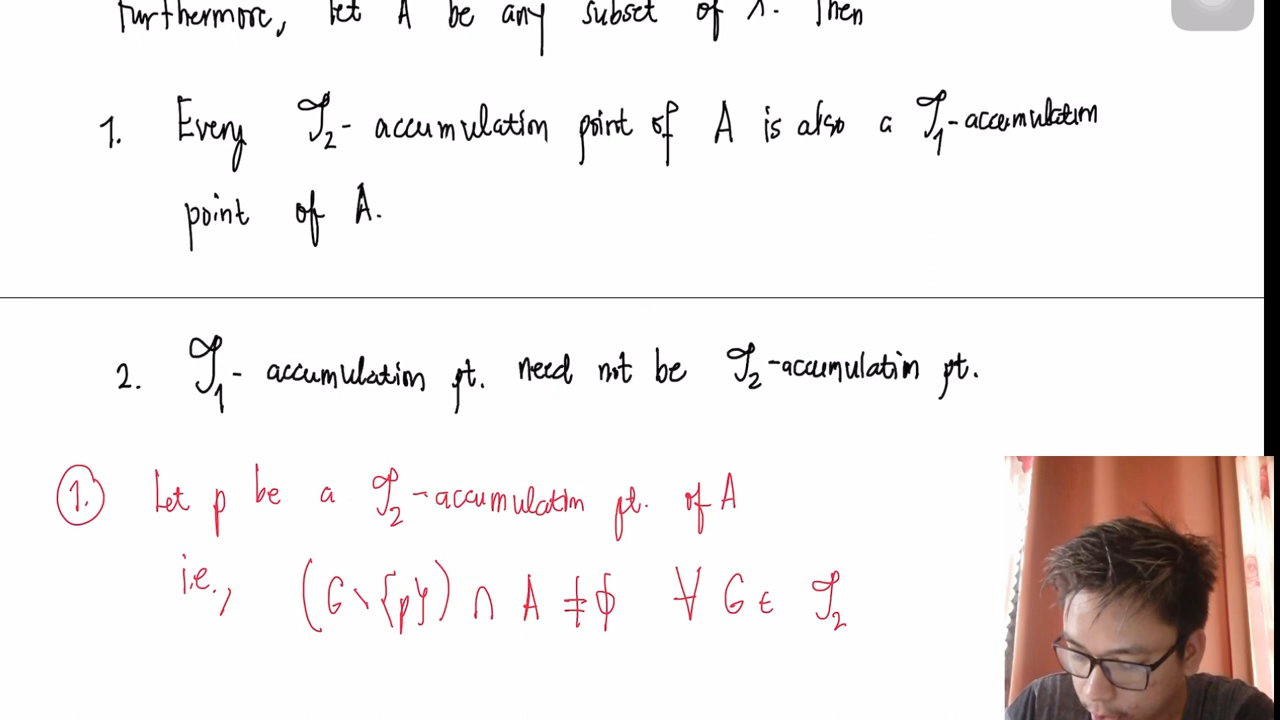 Furthermore, let A be any subset of X. Then
1. Every 𝒯₂- accumulation point of A is also a 𝒯₁-accumulation
point of A.
2. 𝒯₁- accumulation pt. need not be 𝒯₂-accumulation pt.
1. Let p be a 𝒯₂-accumulation pt. of A
i.e., (G \ {p}) ∩ A ≠ ϕ ∀ G ∈ 𝒯₂